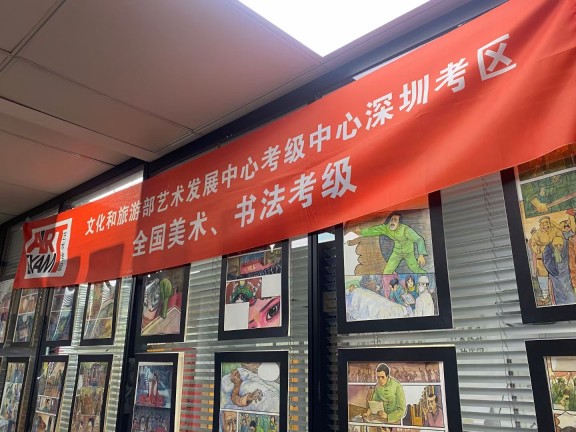 文化和旅游部艺术发展中心考级中心深圳考区
全国美术、书法考级